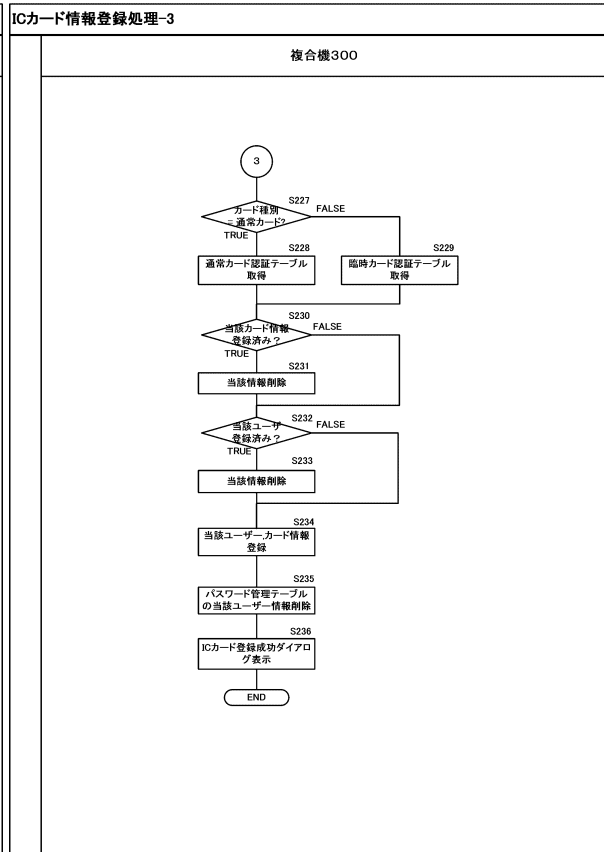 ICカード情報登録処理-3
複合機300
3
S227
カード種別
= 通常カード?
FALSE
TRUE
S228
通常カード認証テーブル
取得
S229
臨時カード認証テーブル
取得
S230
当該カード情報
登録済み？
FALSE
TRUE
S231
当該情報削除
S232
当該ユーザ
登録済み？
FALSE
TRUE
S233
当該情報削除
S234
当該ユーザー,カード情報
登録
S235
パスワード管理テーブル
の当該ユーザー情報削除
S236
ICカード登録成功ダイアロ
グ表示
END